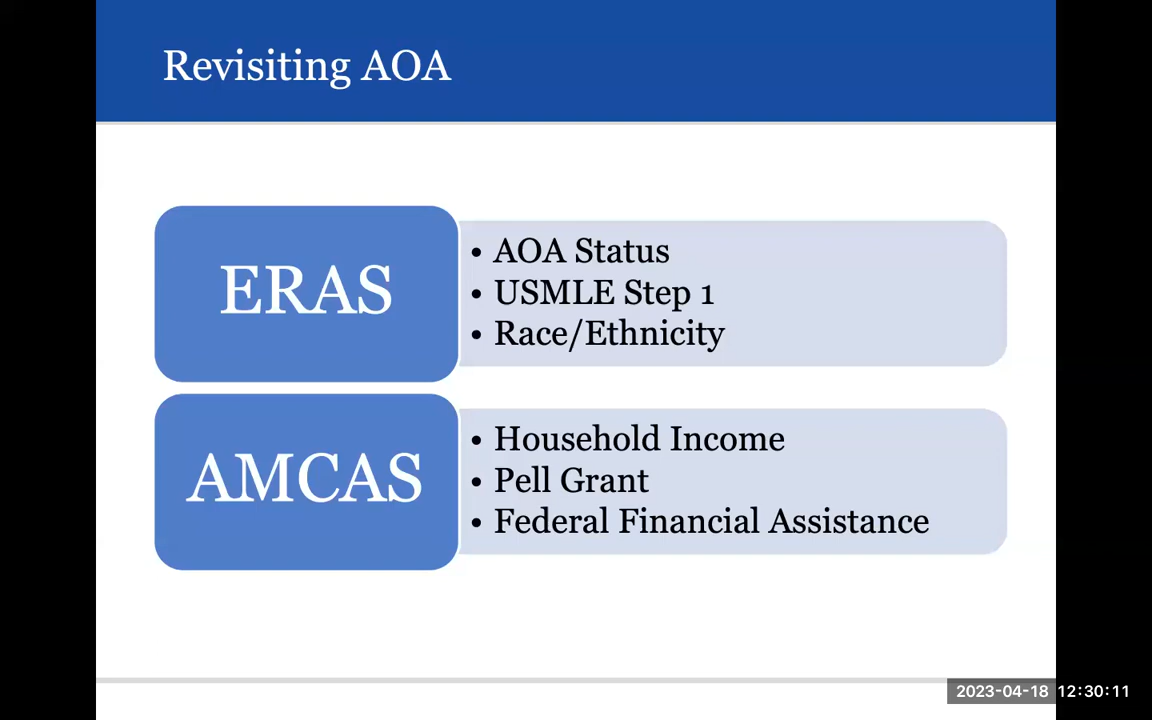 Revisiting AOA
ERAS
• AOA Status
• USMLE Step 1
• Race/Ethnicity
AMCAS
• Household Income
• Pell Grant
• Federal Financial Assistance
2023-04-18 12:30:11